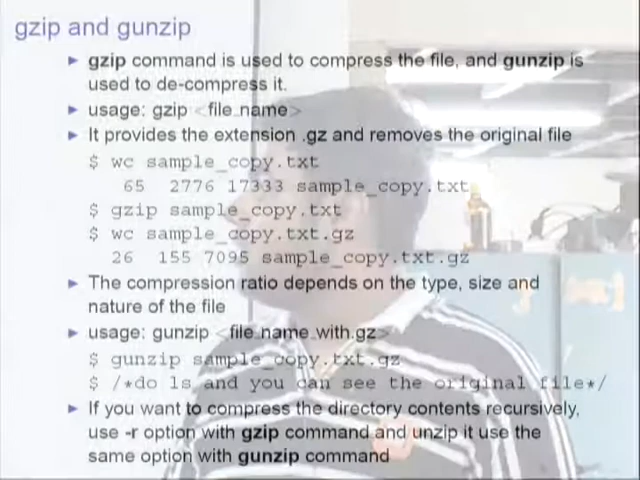 gzip and gunzip
► gzip command is used to compress the file, and gunzip is
used to de-compress it.
► usage: gzip <file_name>
► It provides the extension .gz and removes the original file
$ wc sample_copy.txt
65 2776 17333 sample_copy.txt
$ gzip sample_copy.txt
$ wc sample_copy.txt.gz
26 155 7095 sample_copy.txt.gz
► The compression ratio depends on the type, size and
nature of the file
► usage: gunzip <file_name_with.gz>
$ gunzip sample_copy.txt.gz
$ /*do ls and you can see the original file*/
► If you want to compress the directory contents recursively,
use -r option with gzip command and unzip it use the
same option with gunzip command